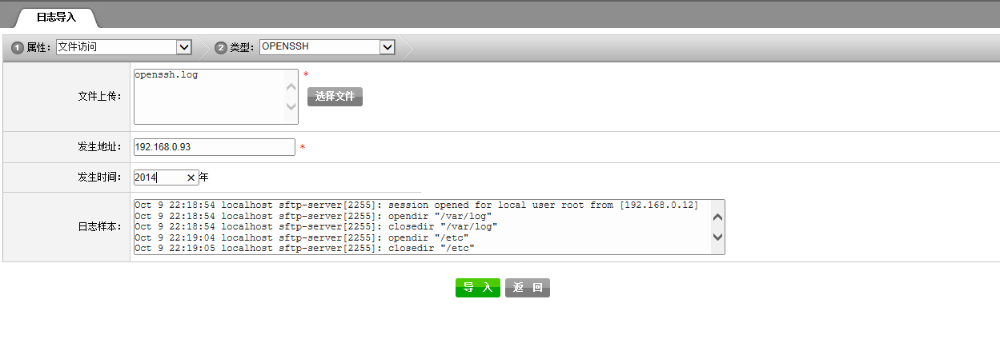 日志导入
1 属性: 文件访问 2 类型: OPENSSH
文件上传: openssh.log *
选择文件
发生地址: 192.168.0.93 *
发生时间: 2014 年
日志样本:
Oct 9 22:18:54 localhost sftp-server[2255]: session opened for local user root from [192.168.0.12]
Oct 9 22:18:54 localhost sftp-server[2255]: opendir "/var/log"
Oct 9 22:18:54 localhost sftp-server[2255]: closedir "/var/log"
Oct 9 22:19:04 localhost sftp-server[2255]: opendir "/etc"
Oct 9 22:19:05 localhost sftp-server[2255]: closedir "/etc"
导 入 返 回